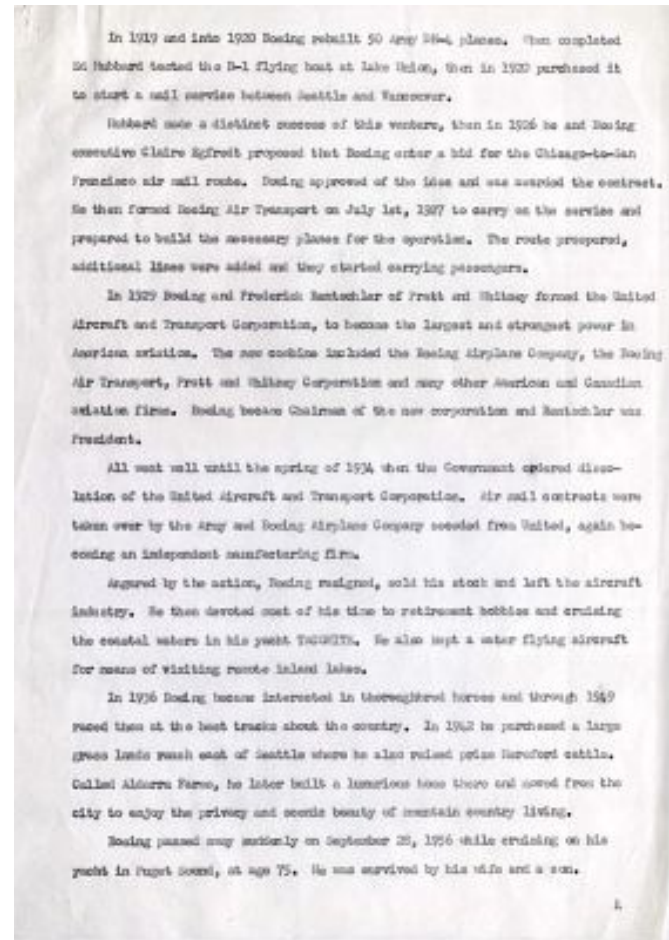 In 1919 and into 1920 Boeing rebuilt 50 Army DH-4 planes. When completed
Ed Hubbard tested the B-1 flying boat at Lake Union, then in 1920 purchased it
to start a mail service between Seattle and Vancouver.
Hubbard made a distinct success of this venture, then in 1926 he and Boeing
executive Claire Egtvedt proposed that Boeing enter a bid for the Chicago-to-San
Francisco air mail route. Boeing approved of the idea and was awarded the contract.
He then formed Boeing Air Transport on July 1st, 1927 to carry on the service and
prepared to build the necessary planes for the operation. The route prospered,
additional lines were added and they started carrying passengers.
In 1929 Boeing and Frederick Rentschler of Pratt and Whitney formed the United
Aircraft and Transport Corporation, to become the largest and strongest power in
American aviation. The new combine included the Boeing Airplane Company, the Boeing
Air Transport, Pratt and Whitney Corporation and many other American and Canadian
aviation firms. Boeing became Chairman of the new corporation and Rentschler was
President.
All went well until the spring of 1934 when the Government ordered disso-
lution of the United Aircraft and Transport Corporation. Air mail contracts were
taken over by the Army and Boeing Airplane Company seceded from United, again be-
coming an independent manufacturing firm.
Angered by the action, Boeing resigned, sold his stock and left the aircraft
industry. He then devoted most of his time to retirement hobbies and cruising
the coastal waters in his yacht TACONITE. He also kept a water flying aircraft
for means of visiting remote inland lakes.
In 1936 Boeing became interested in thoroughbred horses and through 1949
raced them at the best tracks about the country. In 1942 he purchased a large
grass lands ranch east of Seattle where he also raised prize Hereford cattle.
Called Aldarra Farms, he later built a luxurious home there and moved from the
city to enjoy the privacy and scenic beauty of mountain country living.
Boeing passed away suddenly on September 28, 1956 while cruising on his
yacht in Puget Sound, at age 75. He was survived by his wife and a son.